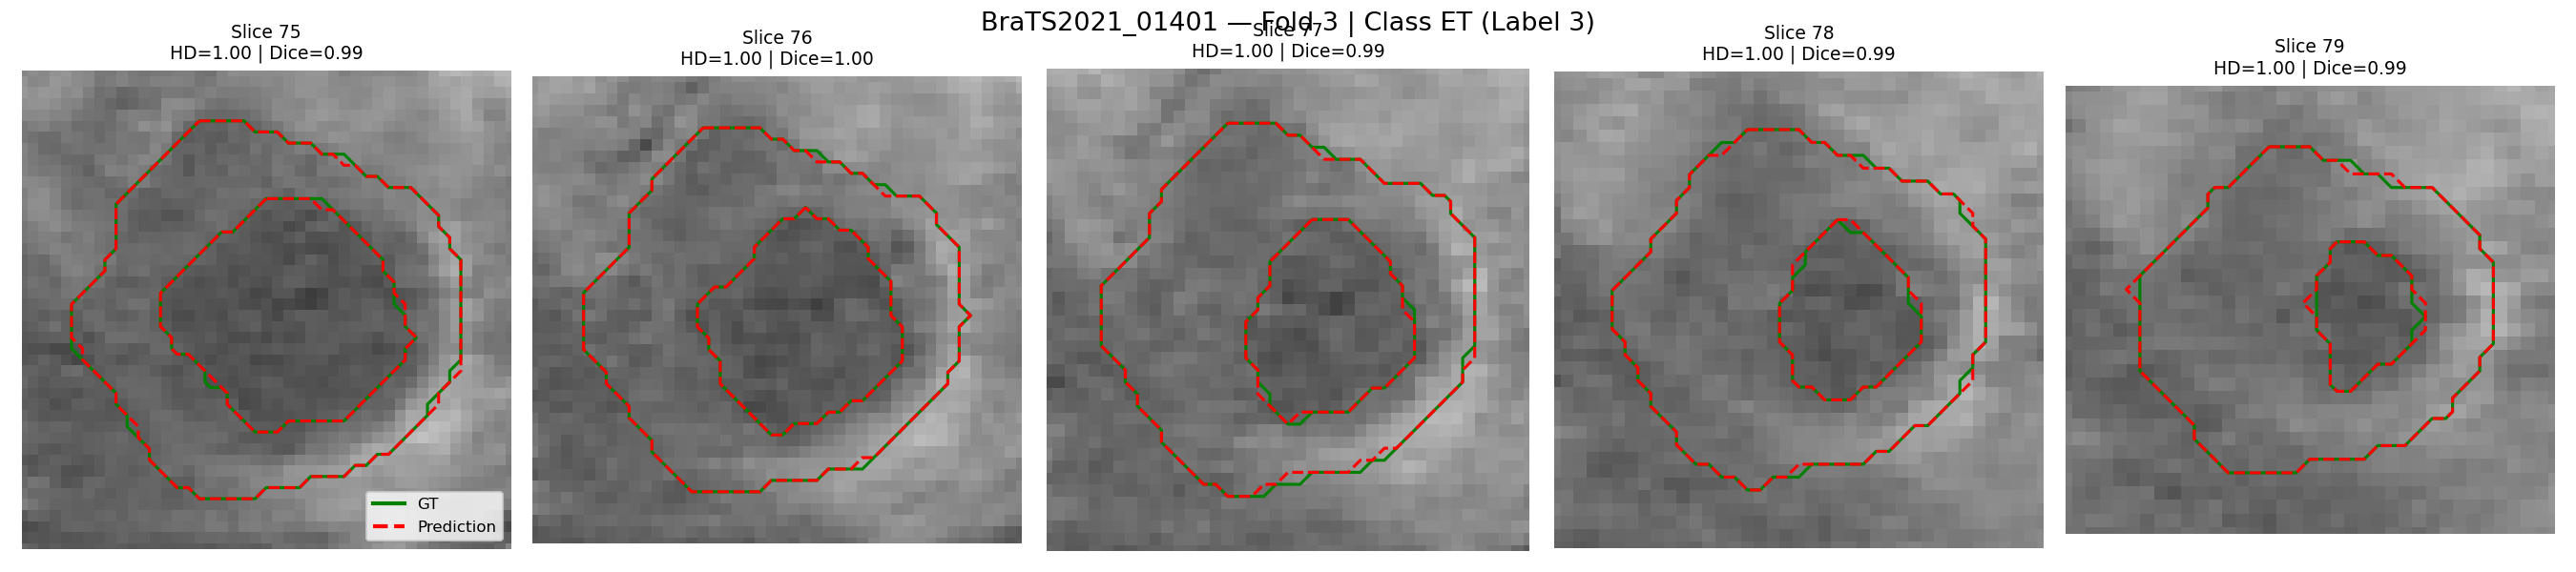 BraTS2021_01401 — Fold 3 | Class ET (Label 3)
Slice 75
HD=1.00 | Dice=0.99
Slice 76
HD=1.00 | Dice=1.00
Slice 77
HD=1.00 | Dice=0.99
Slice 78
HD=1.00 | Dice=0.99
Slice 79
HD=1.00 | Dice=0.99
GT
Prediction